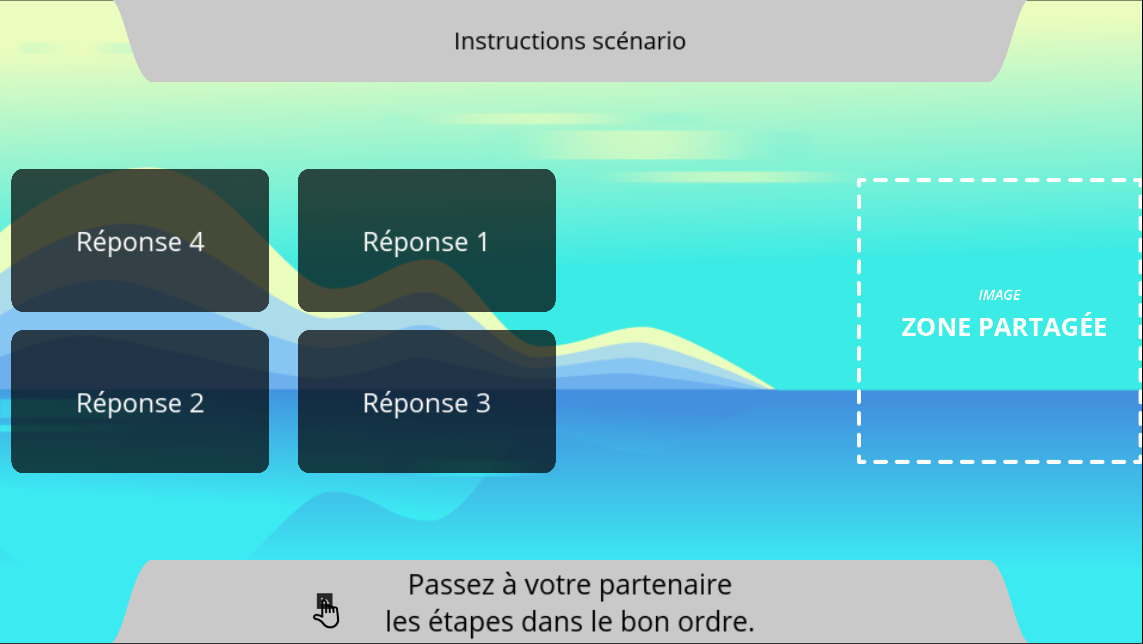 Instructions scénario
Réponse 4
Réponse 1
Réponse 2
Réponse 3
IMAGE
ZONE PARTAGÉE
Passez à votre partenaire
les étapes dans le bon ordre.